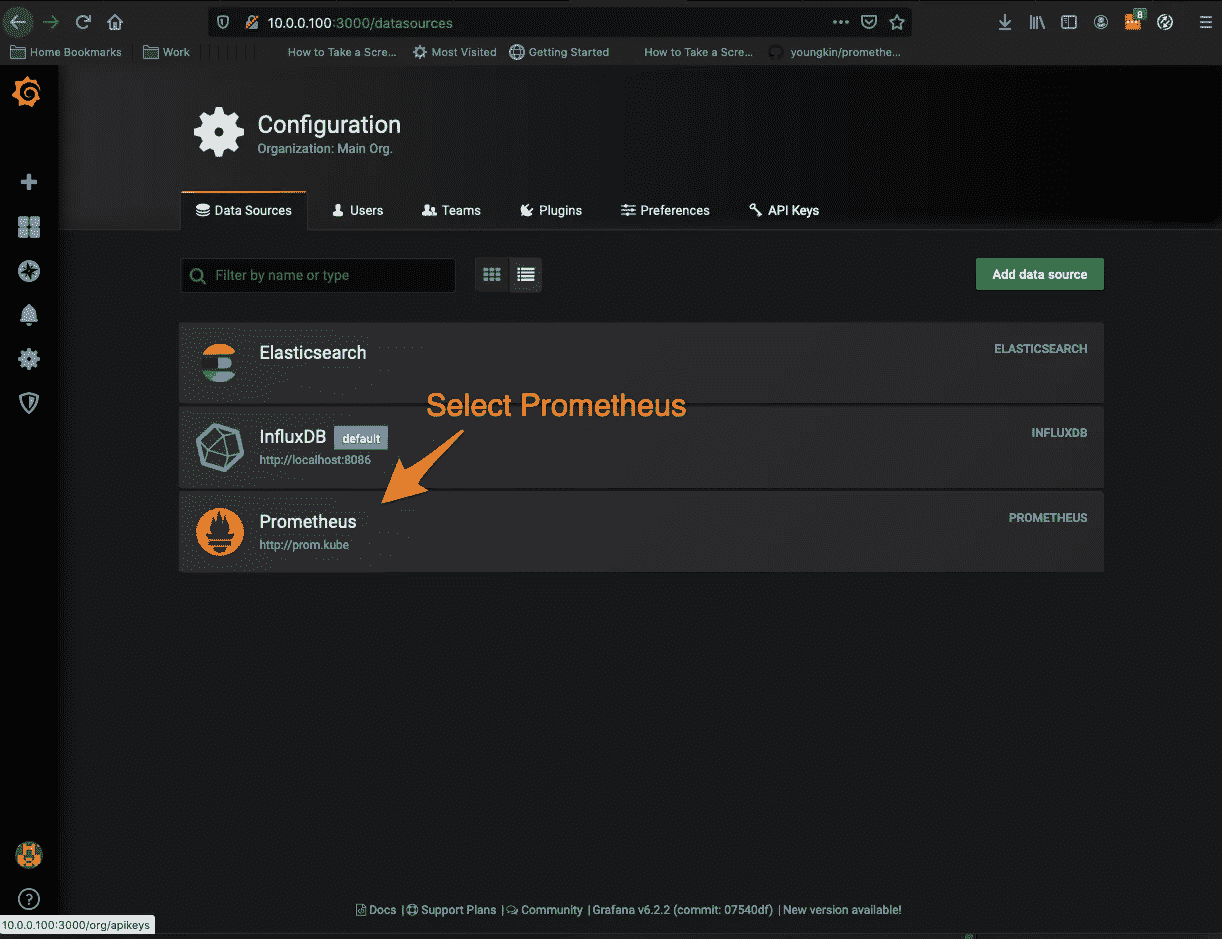 10.0.0.100:3000/datasources
8
Home Bookmarks Work How to Take a Scre... Most Visited Getting Started How to Take a Scre... youngkin/promethe...
Configuration
Organization: Main Org.
Data Sources Users Teams Plugins Preferences API Keys
Filter by name or type
Add data source
Elasticsearch ELASTICSEARCH
Select Prometheus
InfluxDB default INFLUXDB
http://localhost:8086
Prometheus PROMETHEUS
http://prom.kube
Docs | Support Plans | Community | Grafana v6.2.2 (commit: 07540df) | New version available!
10.0.0.100:3000/org/apikeys